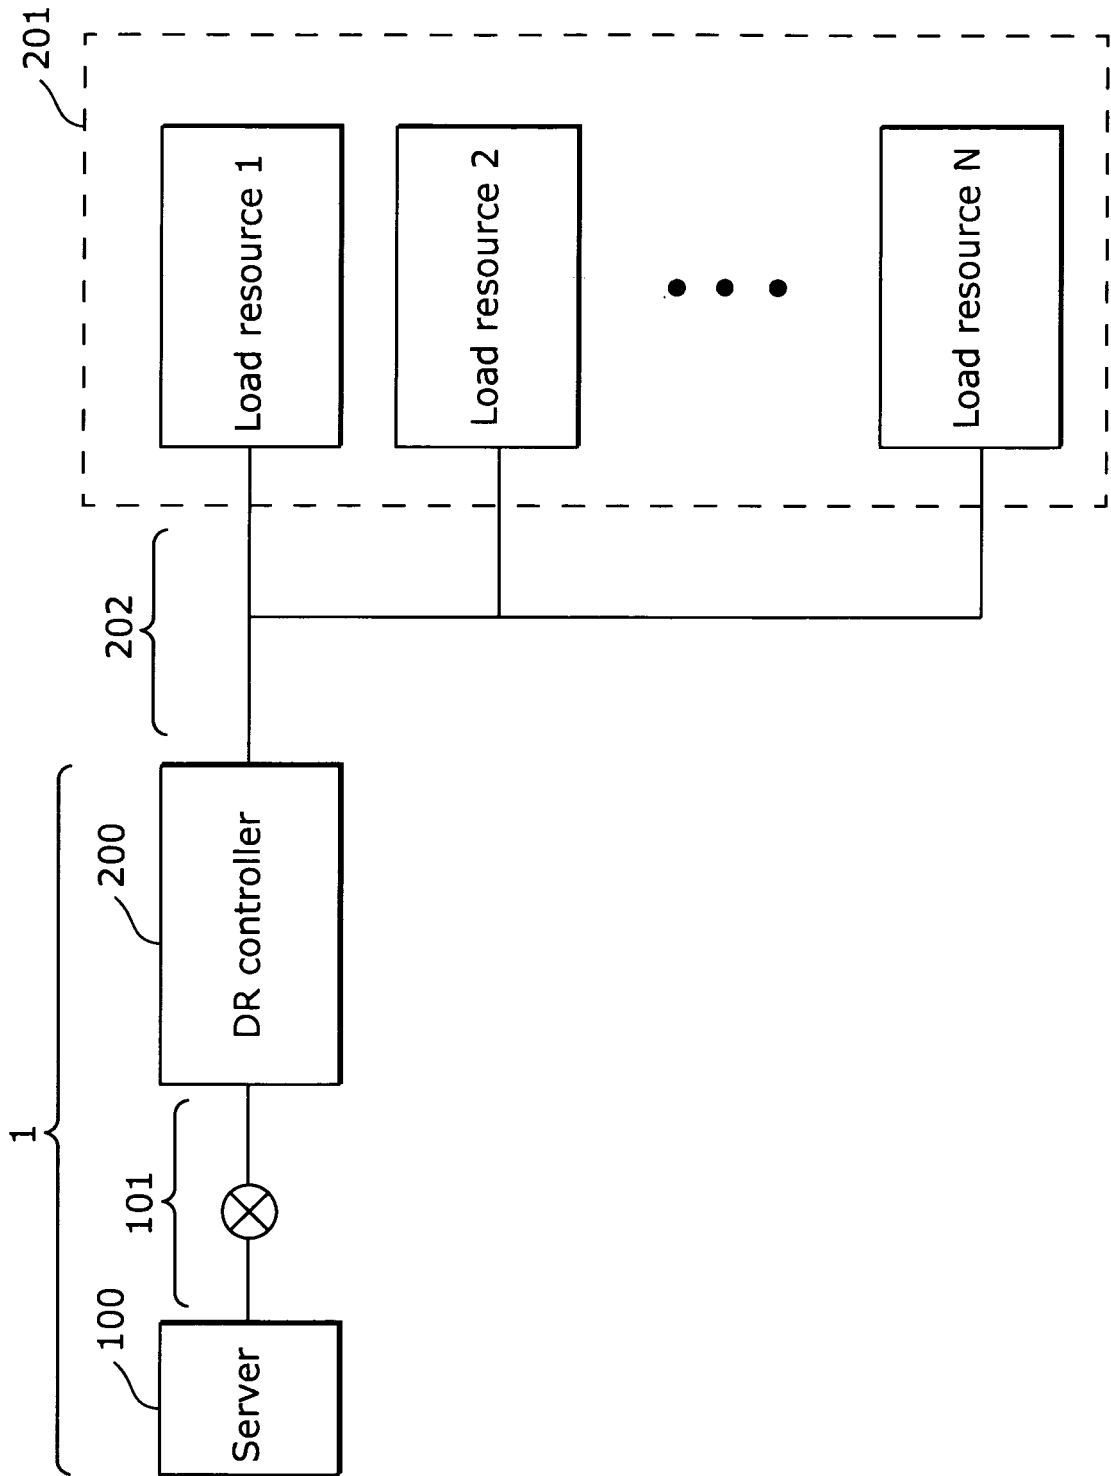 1
100
101
200
202
201
Server
DR controller
Load resource 1
Load resource 2
Load resource N